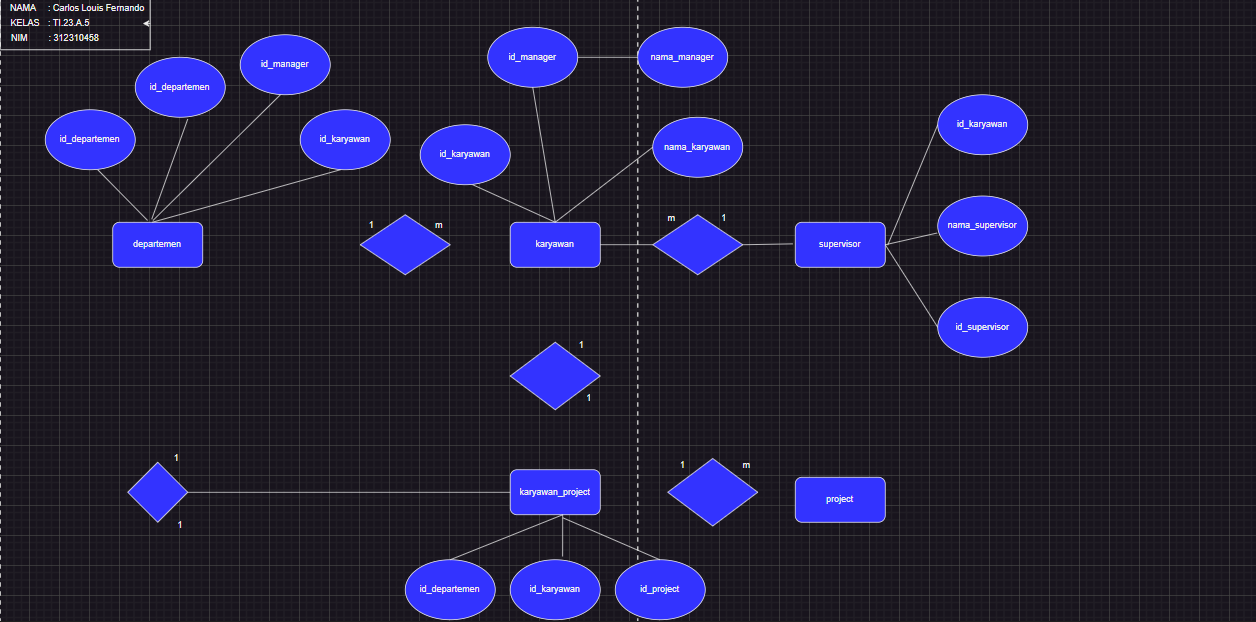 NAMA : Carlos Louis Fernando
KELAS : TI.23.A.5
NIM : 312310458
id_manager
id_departemen
id_departemen
id_karyawan
id_manager
nama_manager
id_karyawan
nama_karyawan
id_karyawan
nama_supervisor
id_supervisor
departemen
1
m
karyawan
m
1
supervisor
1
1
1
1
karyawan_project
1
m
project
id_departemen
id_karyawan
id_project